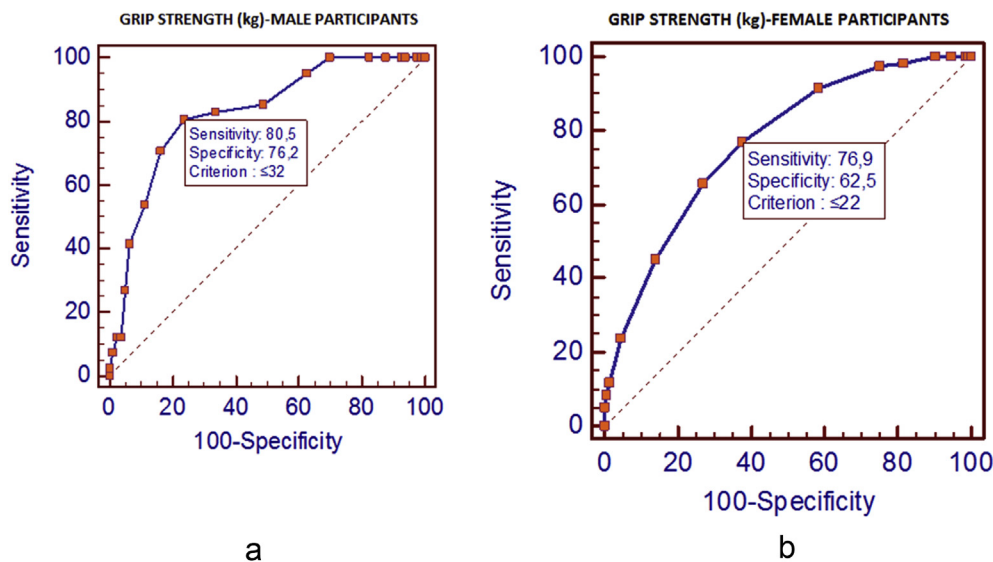 GRIP STRENGTH (kg)-MALE PARTICIPANTS
100
80
60
40
20
0
Sensitivity
Sensitivity: 80,5
Specificity: 76,2
Criterion : ≤32
0 20 40 60 80 100
100-Specificity
a
GRIP STRENGTH (kg)-FEMALE PARTICIPANTS
100
80
60
40
20
0
Sensitivity
Sensitivity: 76,9
Specificity: 62,5
Criterion : ≤22
0 20 40 60 80 100
100-Specificity
b